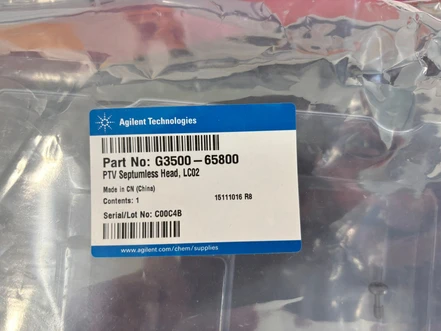 Agilent Technologies
Part No: G3500-65800
PTV Septumless Head, LC02
Made in CN (China)
Contents: 1 15111016 R8
Serial/Lot No: C00C4B
www.agilent.com/chem/supplies